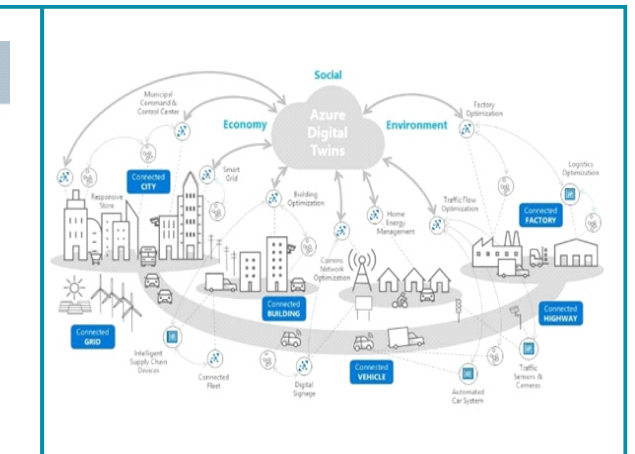 Social
Municipal
Command &
Control Center
Azure
Digital
Twins
Economy
Environment
Factory
Optimization
Connected
CITY
Smart
Grid
Logistics
Optimization
Responsive
Store
Building
Optimization
Home
Energy
Management
Traffic Flow
Optimization
Connected
FACTORY
Comms
Network
Optimization
Connected
BUILDING
Connected
HIGHWAY
Connected
GRID
Intelligent
Supply Chain
Devices
Connected
Fleet
Digital
Signage
Connected
VEHICLE
Automated
Car System
Traffic
Sensors &
Cameras